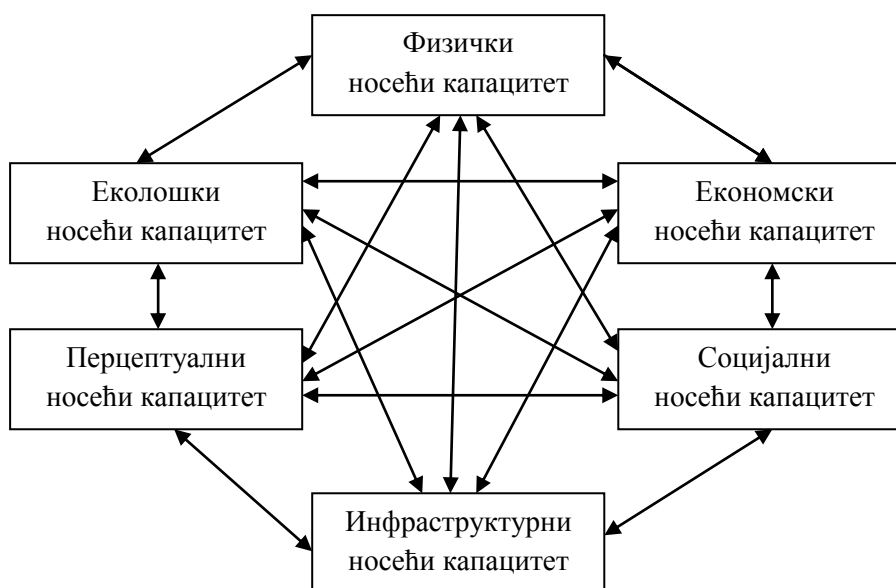 Физички
носећи капацитет
Еколошки
носећи капацитет
Економски
носећи капацитет
Перцептуални
носећи капацитет
Социјални
носећи капацитет
Инфраструктурни
носећи капацитет